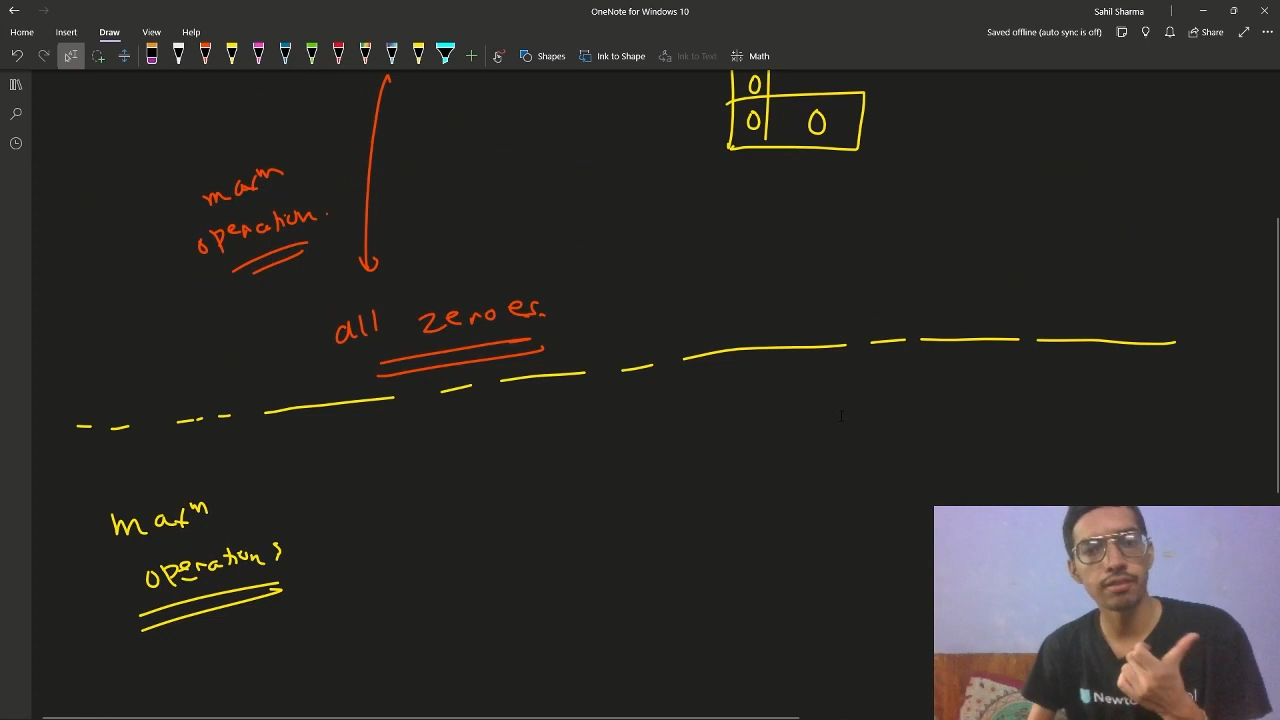 OneNote for Windows 10
Sahil Sharma
Home Insert Draw View Help
Saved offline (auto sync is off)
Share
Shapes
Ink to Shape
Ink to Text
Math
0
0 0
maxm
operation.
all zeroes.
maxm
operations